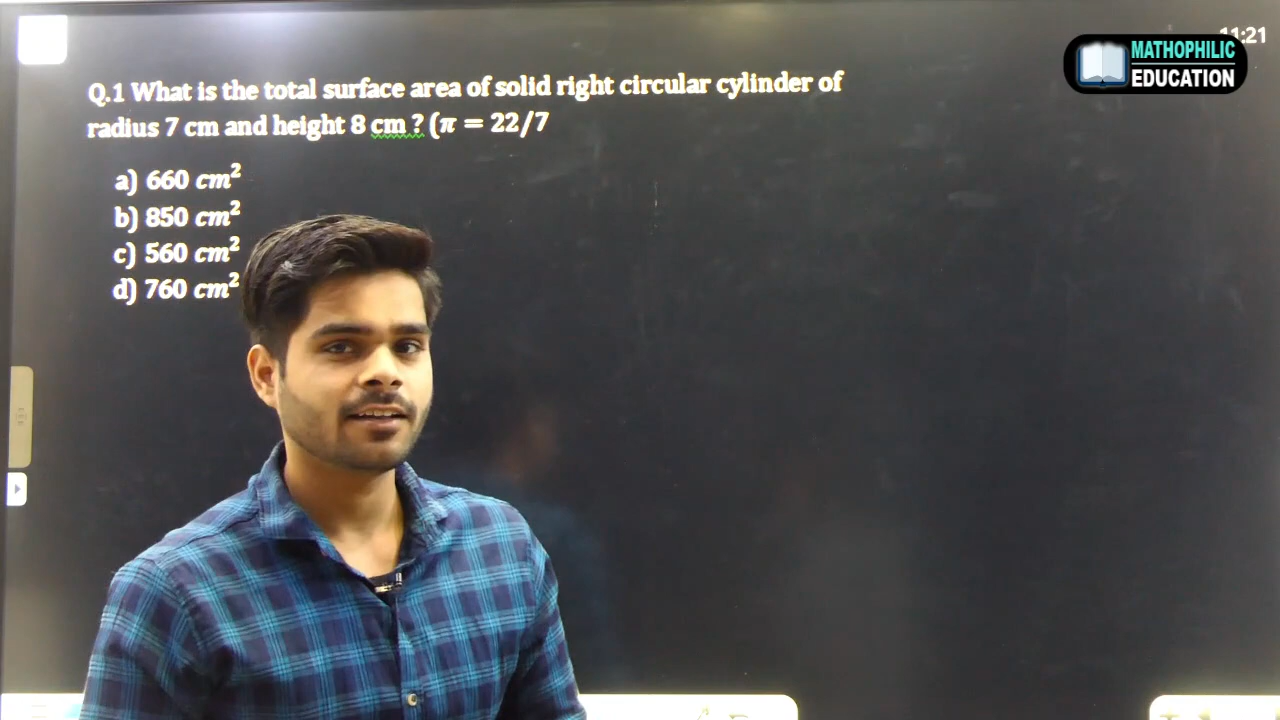 11:21
MATHOPHILIC
EDUCATION
Q.1 What is the total surface area of solid right circular cylinder of
radius 7 cm and height 8 cm ? (π = 22/7
a) 660 cm²
b) 850 cm²
c) 560 cm²
d) 760 cm²